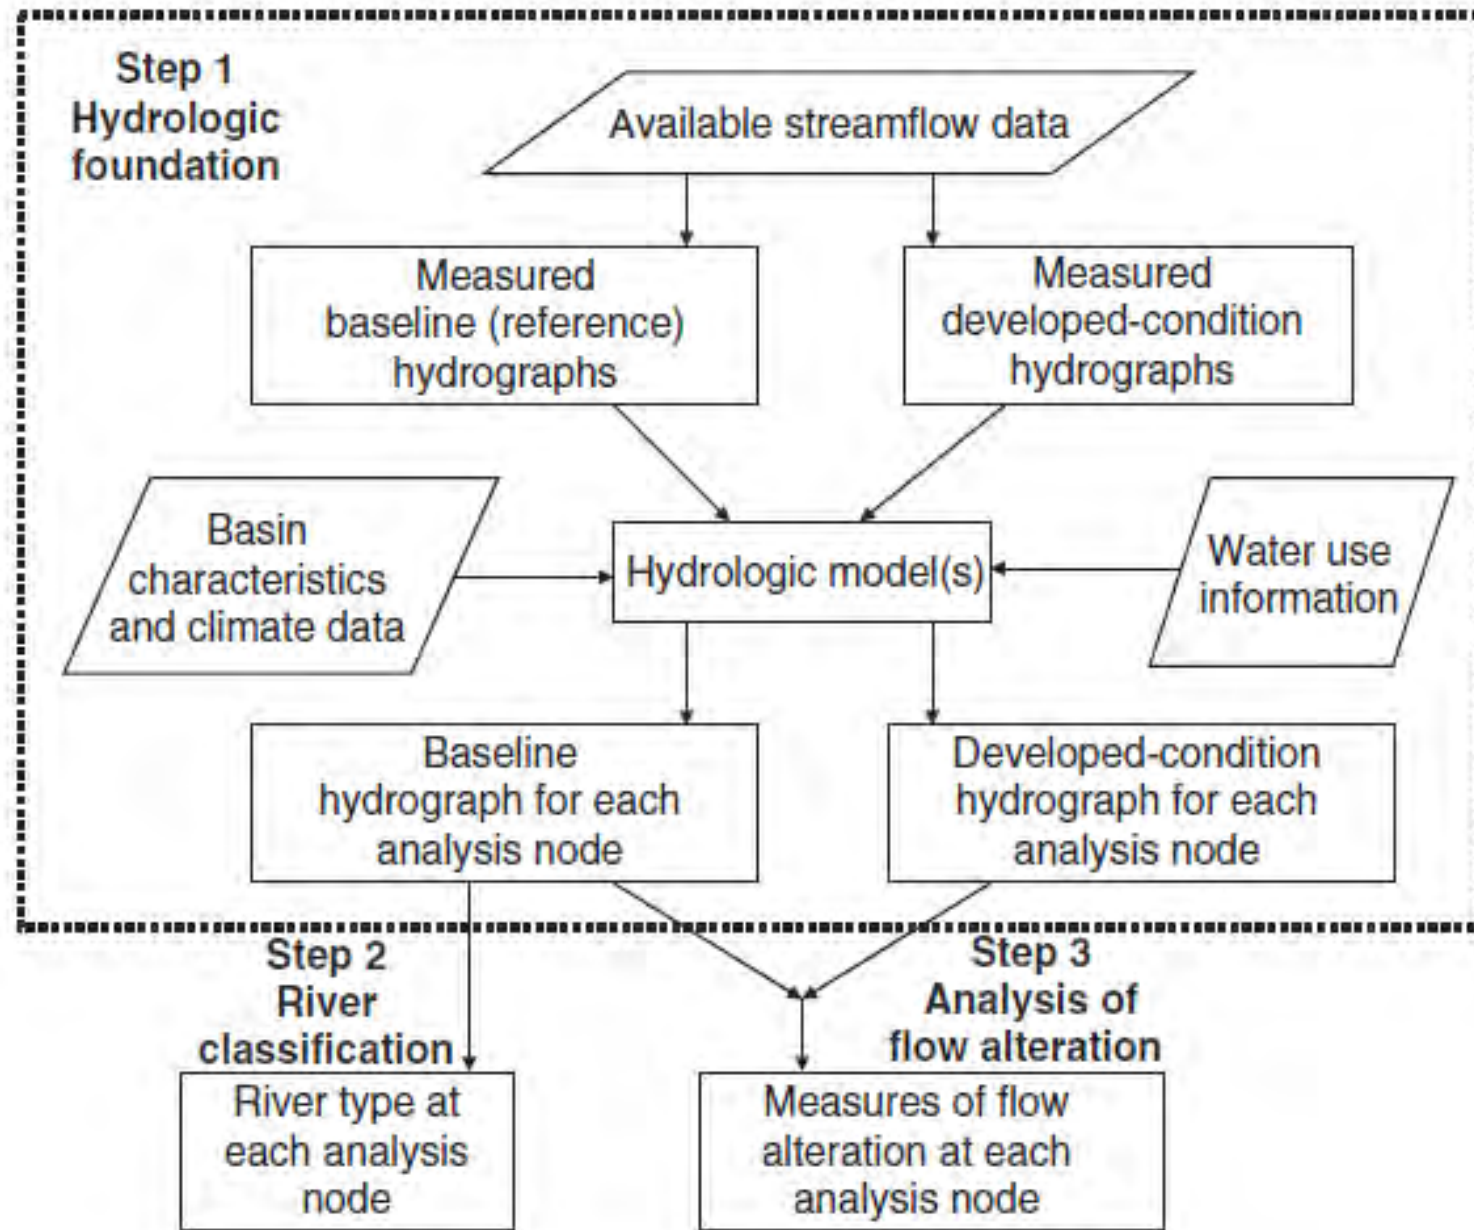 Step 1
Hydrologic
foundation
Available streamflow data
Measured
baseline (reference)
hydrographs
Measured
developed-condition
hydrographs
Basin
characteristics
and climate data
Hydrologic model(s)
Water use
information
Baseline
hydrograph for each
analysis node
Developed-condition
hydrograph for each
analysis node
Step 2
River
classification
Step 3
Analysis of
flow alteration
River type at
each analysis
node
Measures of flow
alteration at each
analysis node